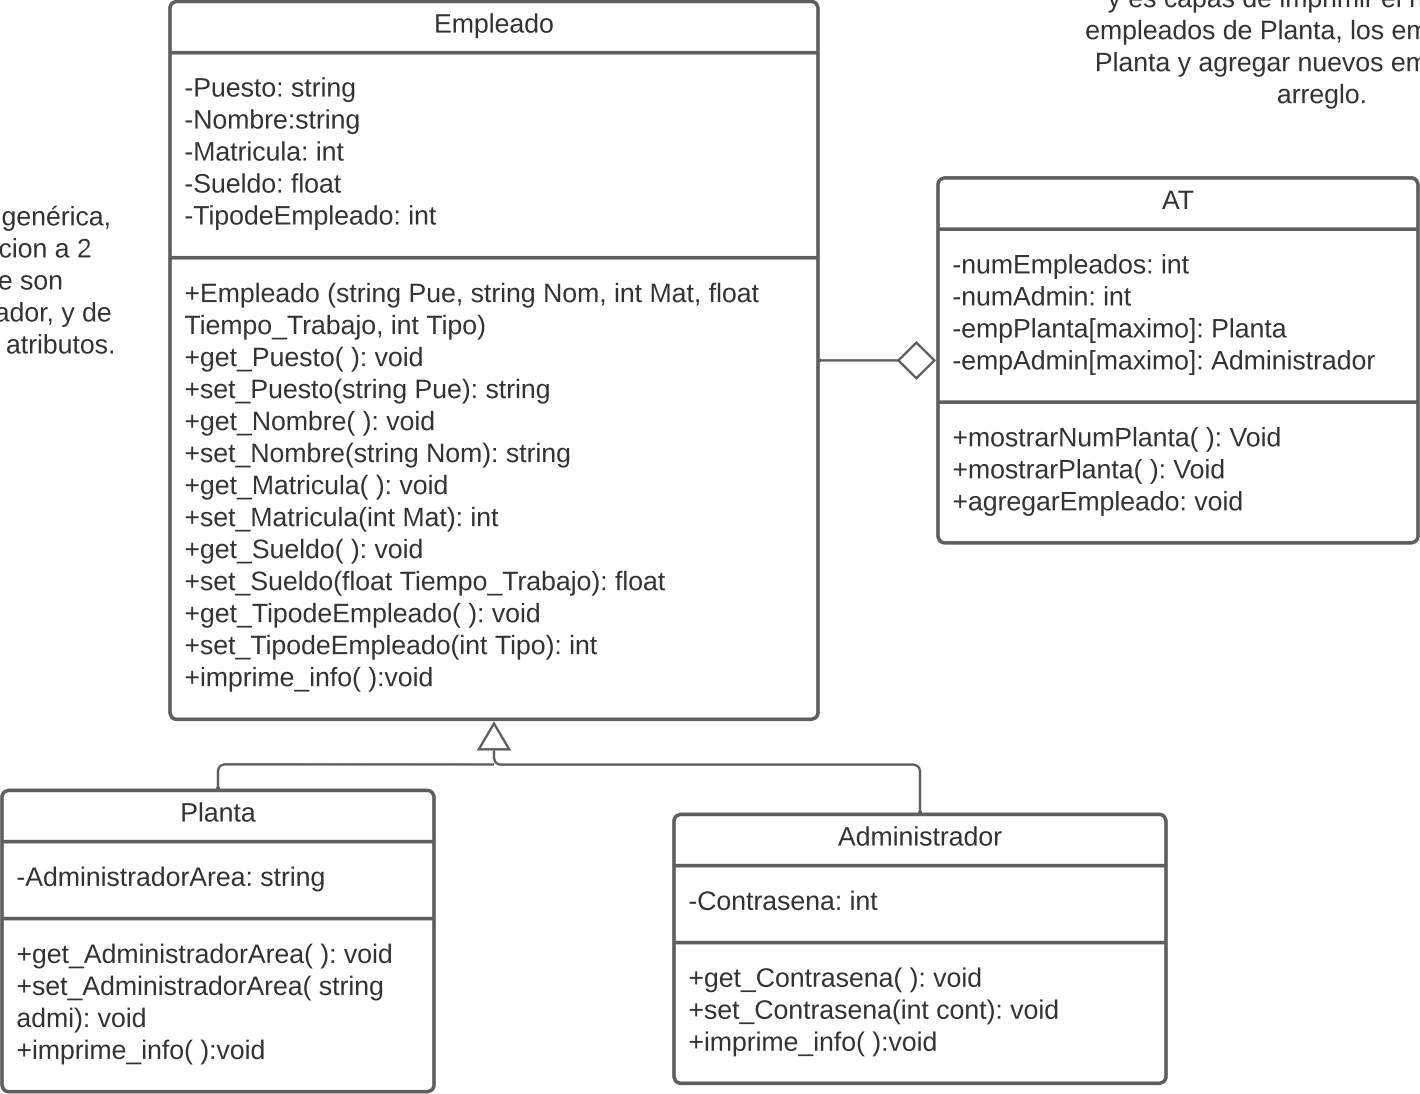 Empleado
-Puesto: string
-Nombre:string
-Matricula: int
-Sueldo: float
-TipodeEmpleado: int
+Empleado (string Pue, string Nom, int Mat, float
Tiempo_Trabajo, int Tipo)
+get_Puesto( ): void
+set_Puesto(string Pue): string
+get_Nombre( ): void
+set_Nombre(string Nom): string
+get_Matricula( ): void
+set_Matricula(int Mat): int
+get_Sueldo( ): void
+set_Sueldo(float Tiempo_Trabajo): float
+get_TipodeEmpleado( ): void
+set_TipodeEmpleado(int Tipo): int
+imprime_info( ):void
genérica,
cion a 2
e son
ador, y de
atributos.
y es capas de imprimir el
empleados de Planta, los em
Planta y agregar nuevos em
arreglo.
AT
-numEmpleados: int
-numAdmin: int
-empPlanta[maximo]: Planta
-empAdmin[maximo]: Administrador
+mostrarNumPlanta( ): Void
+mostrarPlanta( ): Void
+agregarEmpleado: void
Planta
-AdministradorArea: string
+get_AdministradorArea( ): void
+set_AdministradorArea( string
admi): void
+imprime_info( ):void
Administrador
-Contrasena: int
+get_Contrasena( ): void
+set_Contrasena(int cont): void
+imprime_info( ):void